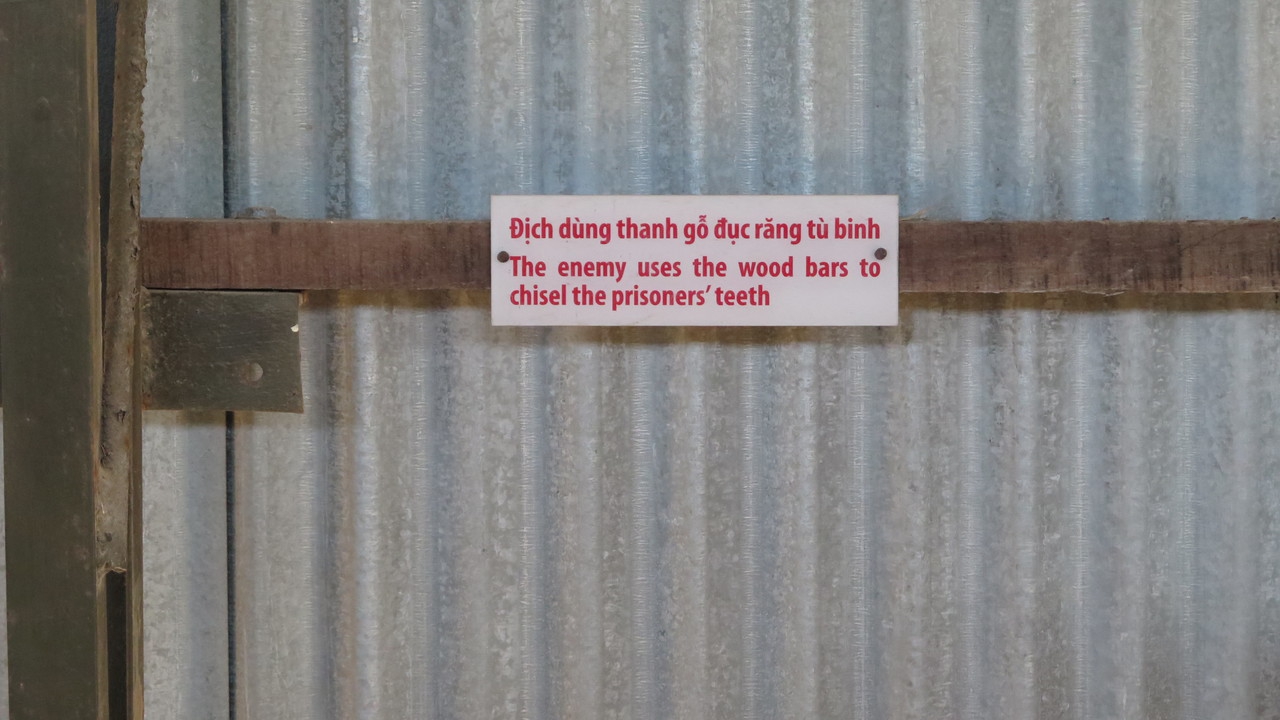 Địch dùng thanh gỗ đục răng tù binh
The enemy uses the wood bars to
chisel the prisoners’ teeth